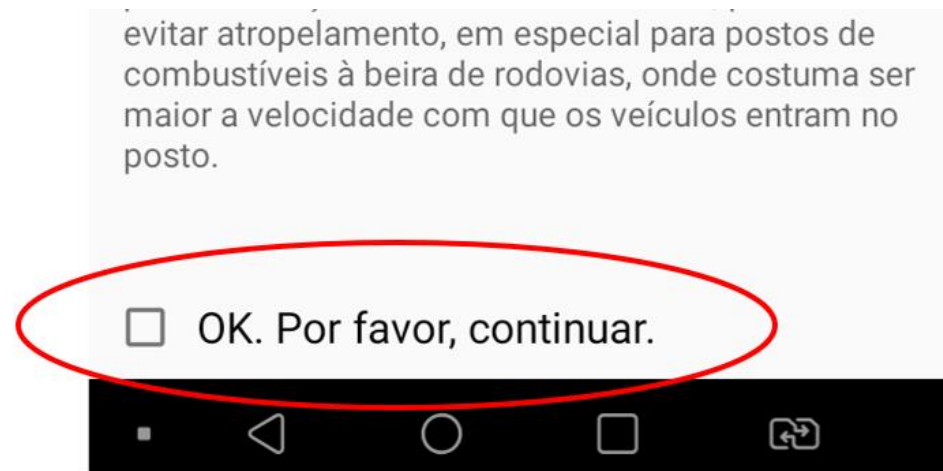 evitar atropelamento, em especial para postos de
combustíveis à beira de rodovias, onde costuma ser
maior a velocidade com que os veículos entram no
posto.
OK. Por favor, continuar.